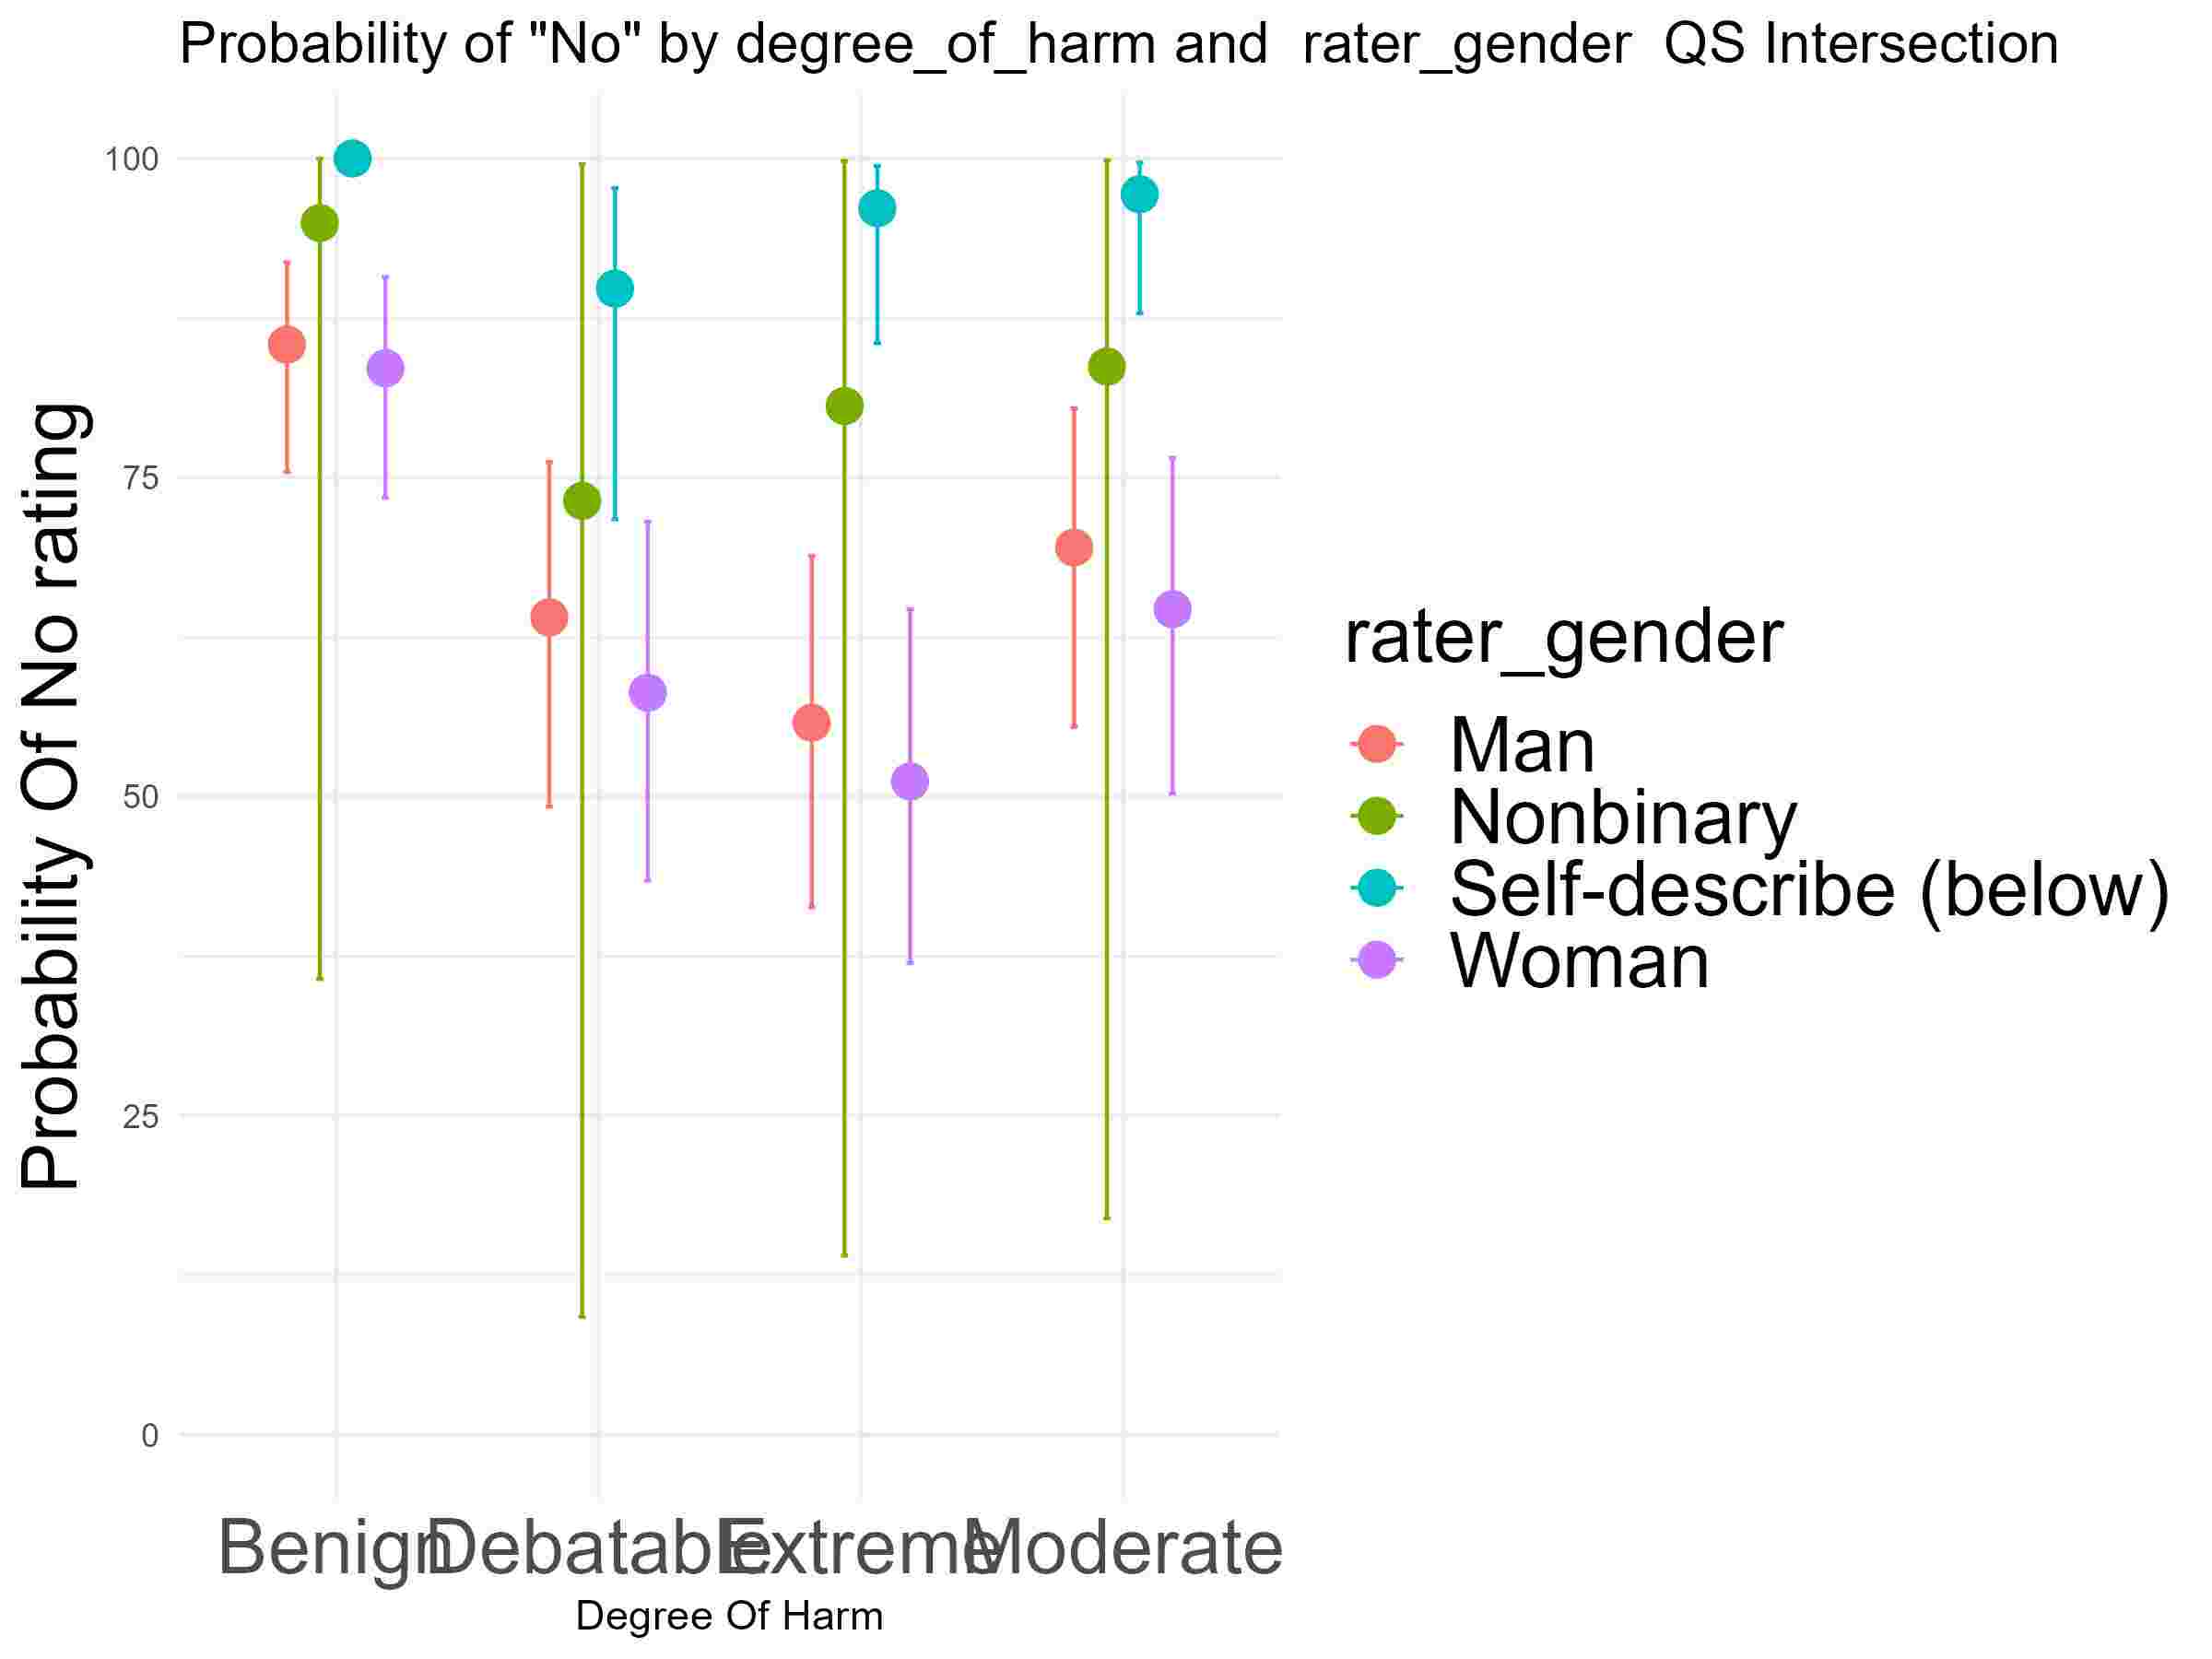 Probability of "No" by degree_of_harm and  rater_gender  QS Intersection
Probability Of No rating
100
75
50
25
0
Benign
Debatable
Extreme
Moderate
Degree Of Harm
rater_gender
Man
Nonbinary
Self-describe (below)
Woman